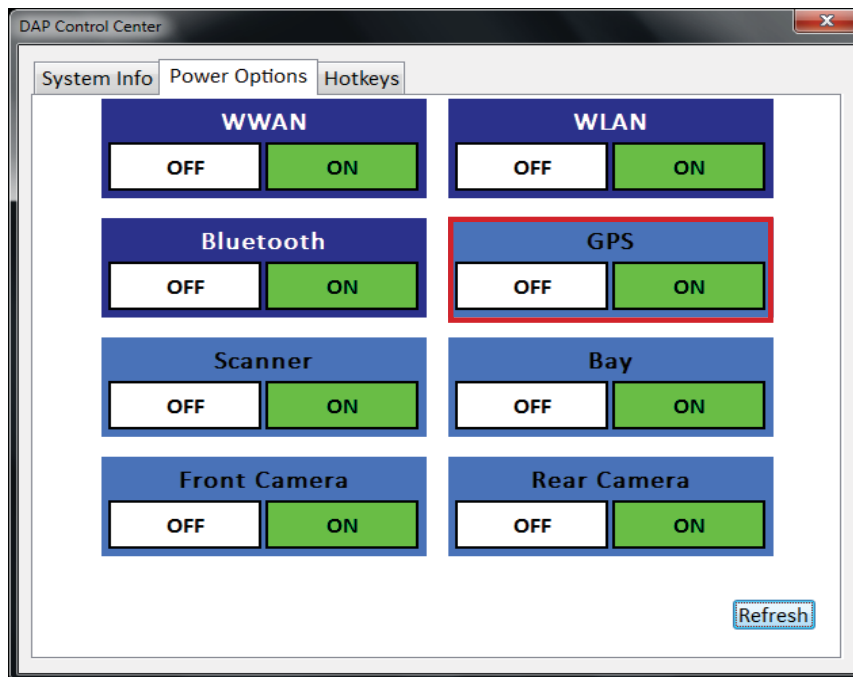 DAP Control Center
x
System Info Power Options Hotkeys
WWAN WLAN
OFF ON OFF ON
Bluetooth GPS
OFF ON OFF ON
Scanner Bay
OFF ON OFF ON
Front Camera Rear Camera
OFF ON OFF ON
Refresh